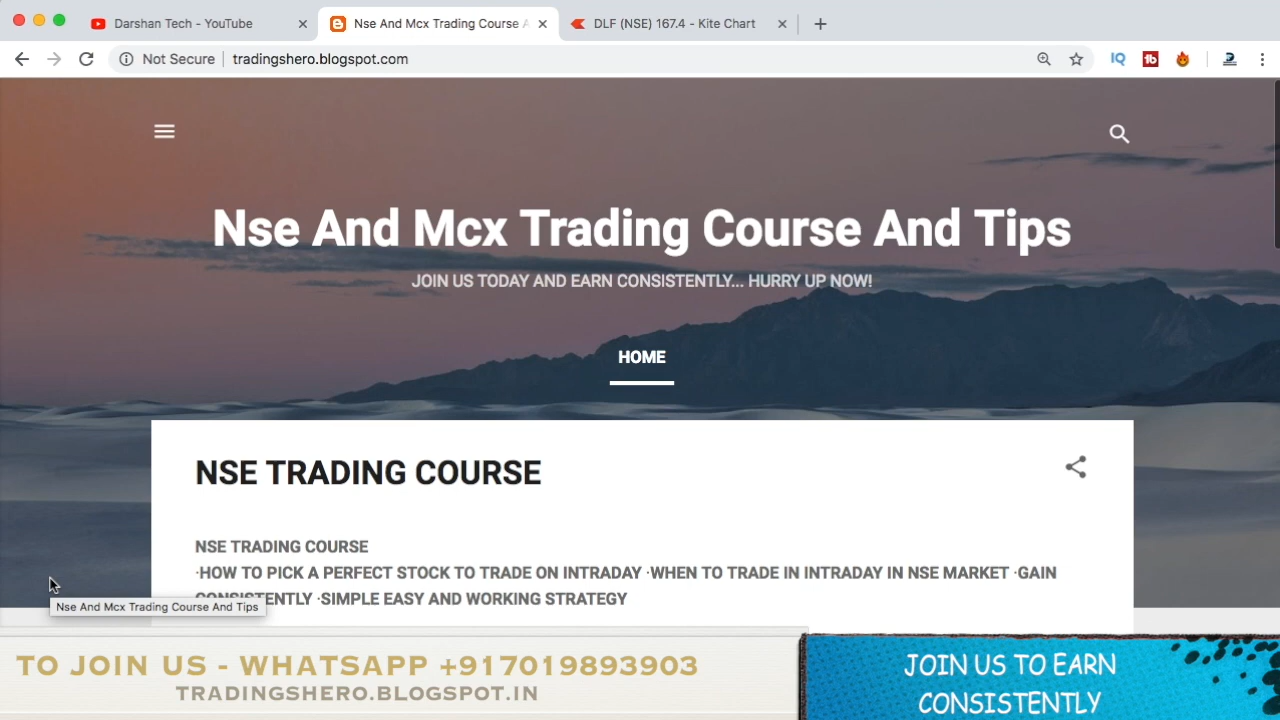 Darshan Tech - YouTube
Nse And Mcx Trading Course A
DLF (NSE) 167.4 - Kite Chart
Not Secure
tradingshero.blogspot.com
IQ
tb
Nse And Mcx Trading Course And Tips
JOIN US TODAY AND EARN CONSISTENTLY... HURRY UP NOW!
HOME
NSE TRADING COURSE
NSE TRADING COURSE
·HOW TO PICK A PERFECT STOCK TO TRADE ON INTRADAY ·WHEN TO TRADE IN INTRADAY IN NSE MARKET ·GAIN
CONSISTENTLY ·SIMPLE EASY AND WORKING STRATEGY
Nse And Mcx Trading Course And Tips
TO JOIN US - WHATSAPP +917019893903
TRADINGSHERO.BLOGSPOT.IN
JOIN US TO EARN
CONSISTENTLY